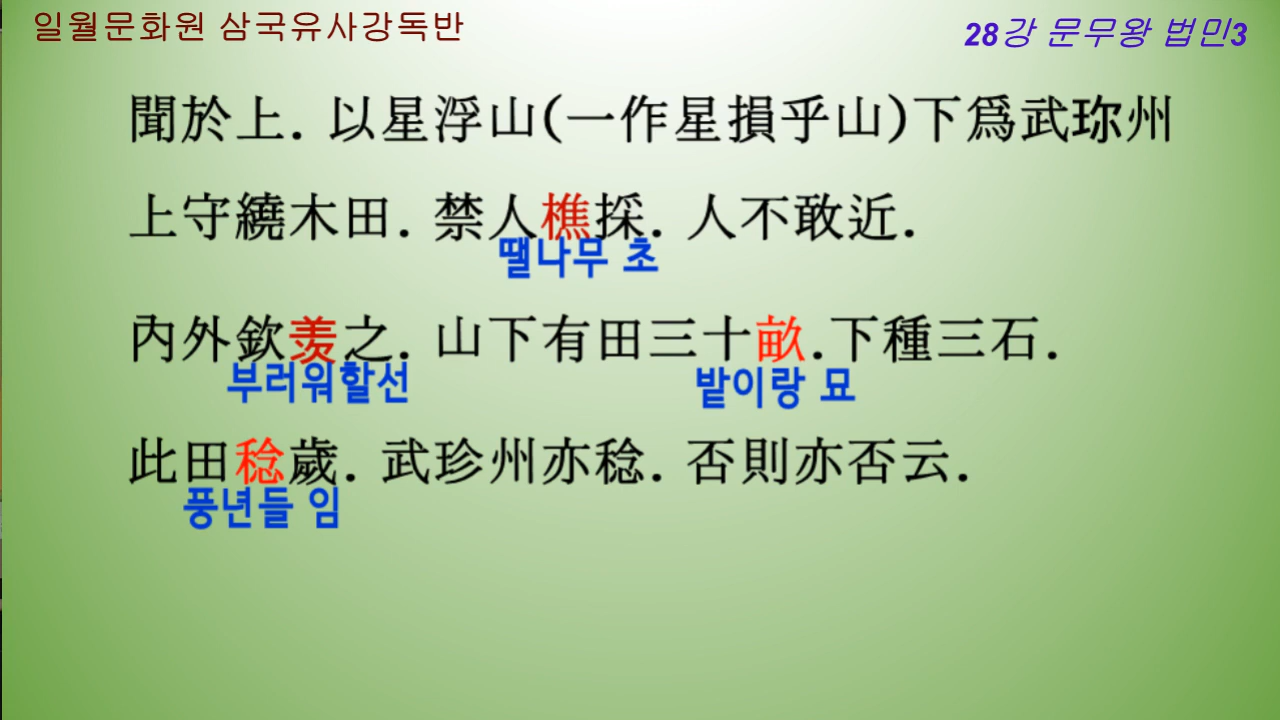 일월문화원 삼국유사강독반
28강 문무왕 법민3
聞於上. 以星浮山(一作星損乎山)下爲武珎州
上守繞木田. 禁人樵採. 人不敢近.
땔나무 초
內外欽羡之. 山下有田三十畝.下種三石.
부러워할선 밭이랑 묘
此田稔歲. 武珍州亦稔. 否則亦否云.
풍년들 임